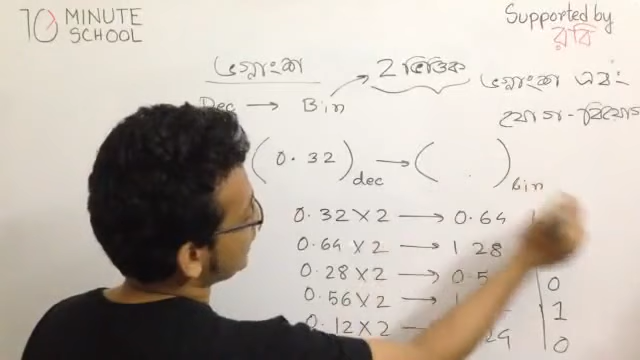 10 MINUTE SCHOOL
Supported by
রবি
ভগ্নাংশ
2 ভিত্তিক
ভগ্নাংশ এবং
যোগ-বিয়োগ
Dec → Bin
(0.32)dec → ( . )Bin
0.32 × 2 → 0.64
0.64 × 2 → 1 28
0.28 × 2 → 0.5 0
0.56 × 2 → 1 1
0.12 × 2 → 24 0